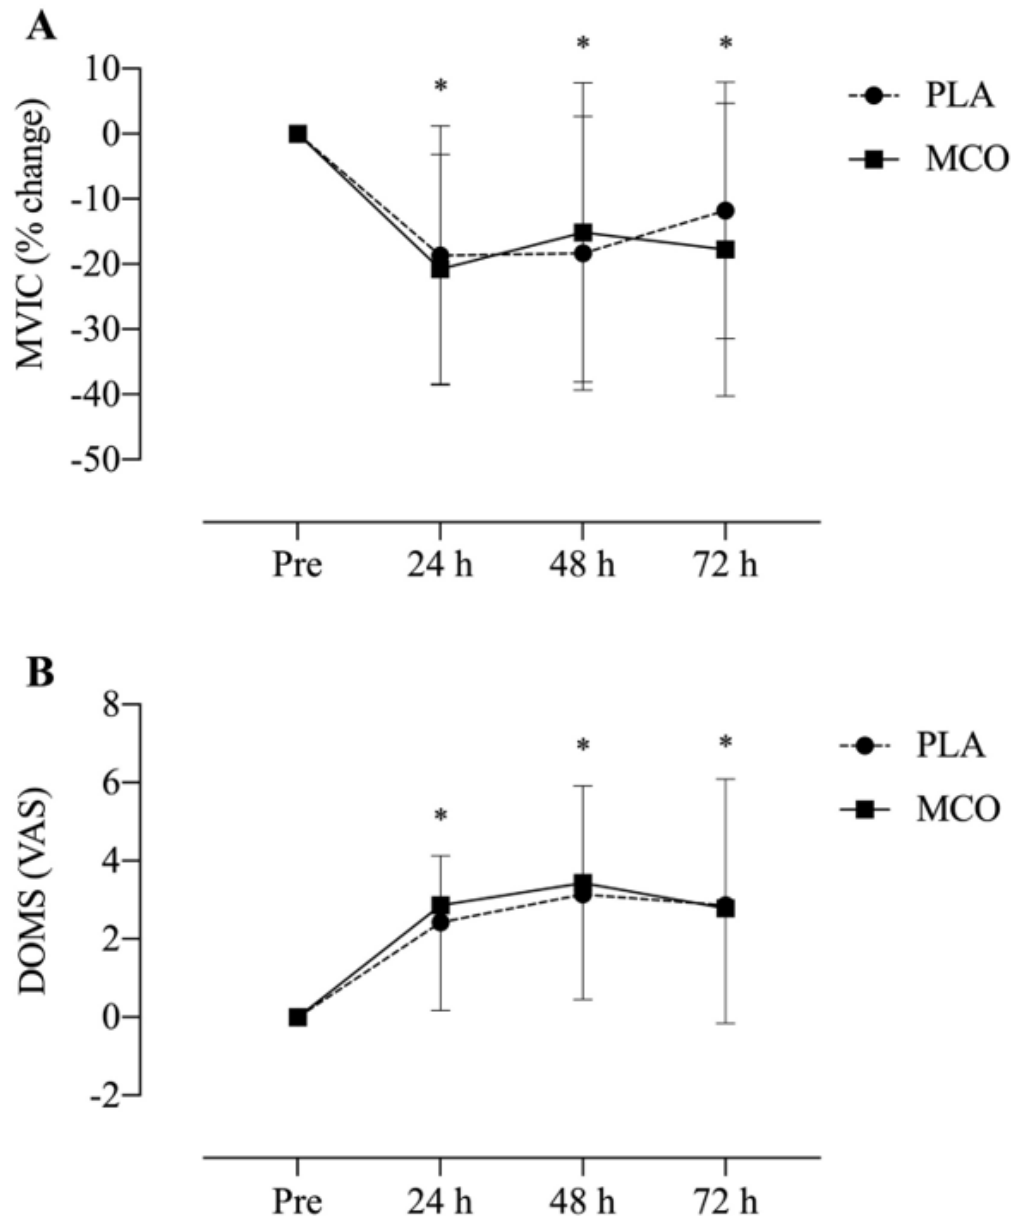 A
*
*
*
10
0
-10
-20
-30
-40
-50
MVIC (% change)
PLA
MCO
Pre
24 h
48 h
72 h
B
*
*
*
8
6
4
2
0
-2
DOMS (VAS)
PLA
MCO
Pre
24 h
48 h
72 h